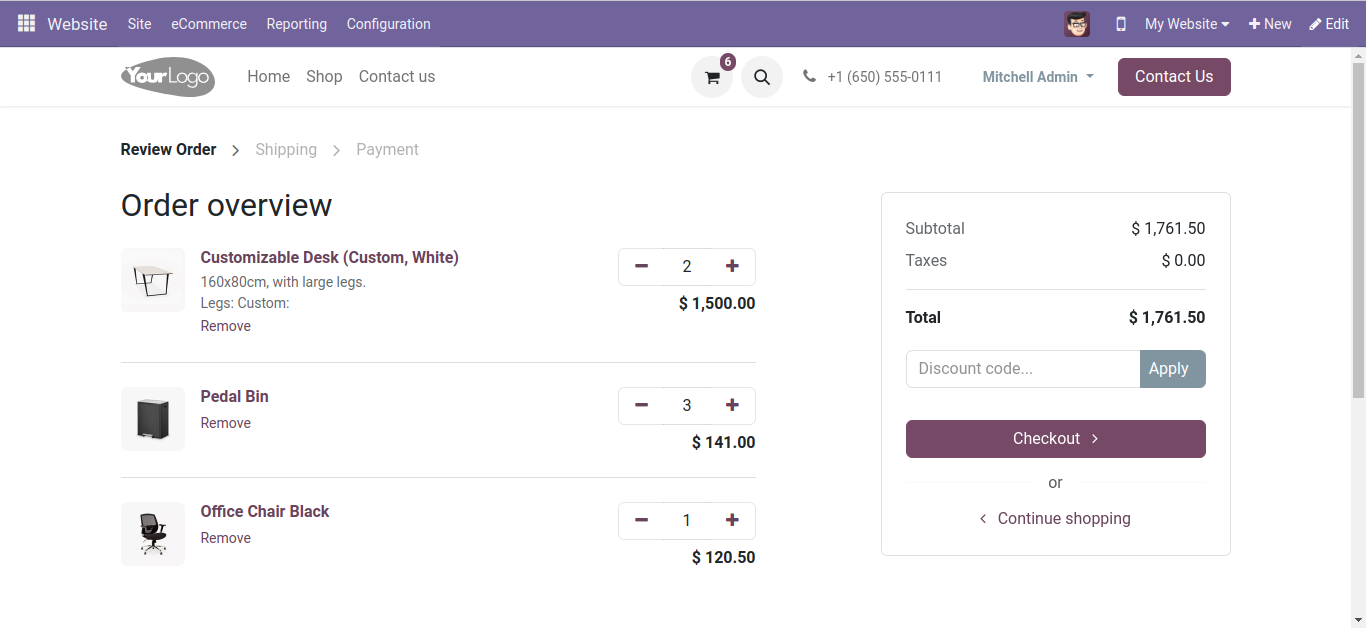 Website Site eCommerce Reporting Configuration My Website New Edit
YourLogo Home Shop Contact us 6 +1 (650) 555-0111 Mitchell Admin Contact Us
Review Order Shipping Payment
Order overview
Customizable Desk (Custom, White)
160x80cm, with large legs.
Legs: Custom:
Remove
2
$ 1,500.00
Pedal Bin
Remove
3
$ 141.00
Office Chair Black
Remove
1
$ 120.50
Subtotal $ 1,761.50
Taxes $ 0.00
Total $ 1,761.50
Discount code... Apply
Checkout
or
Continue shopping